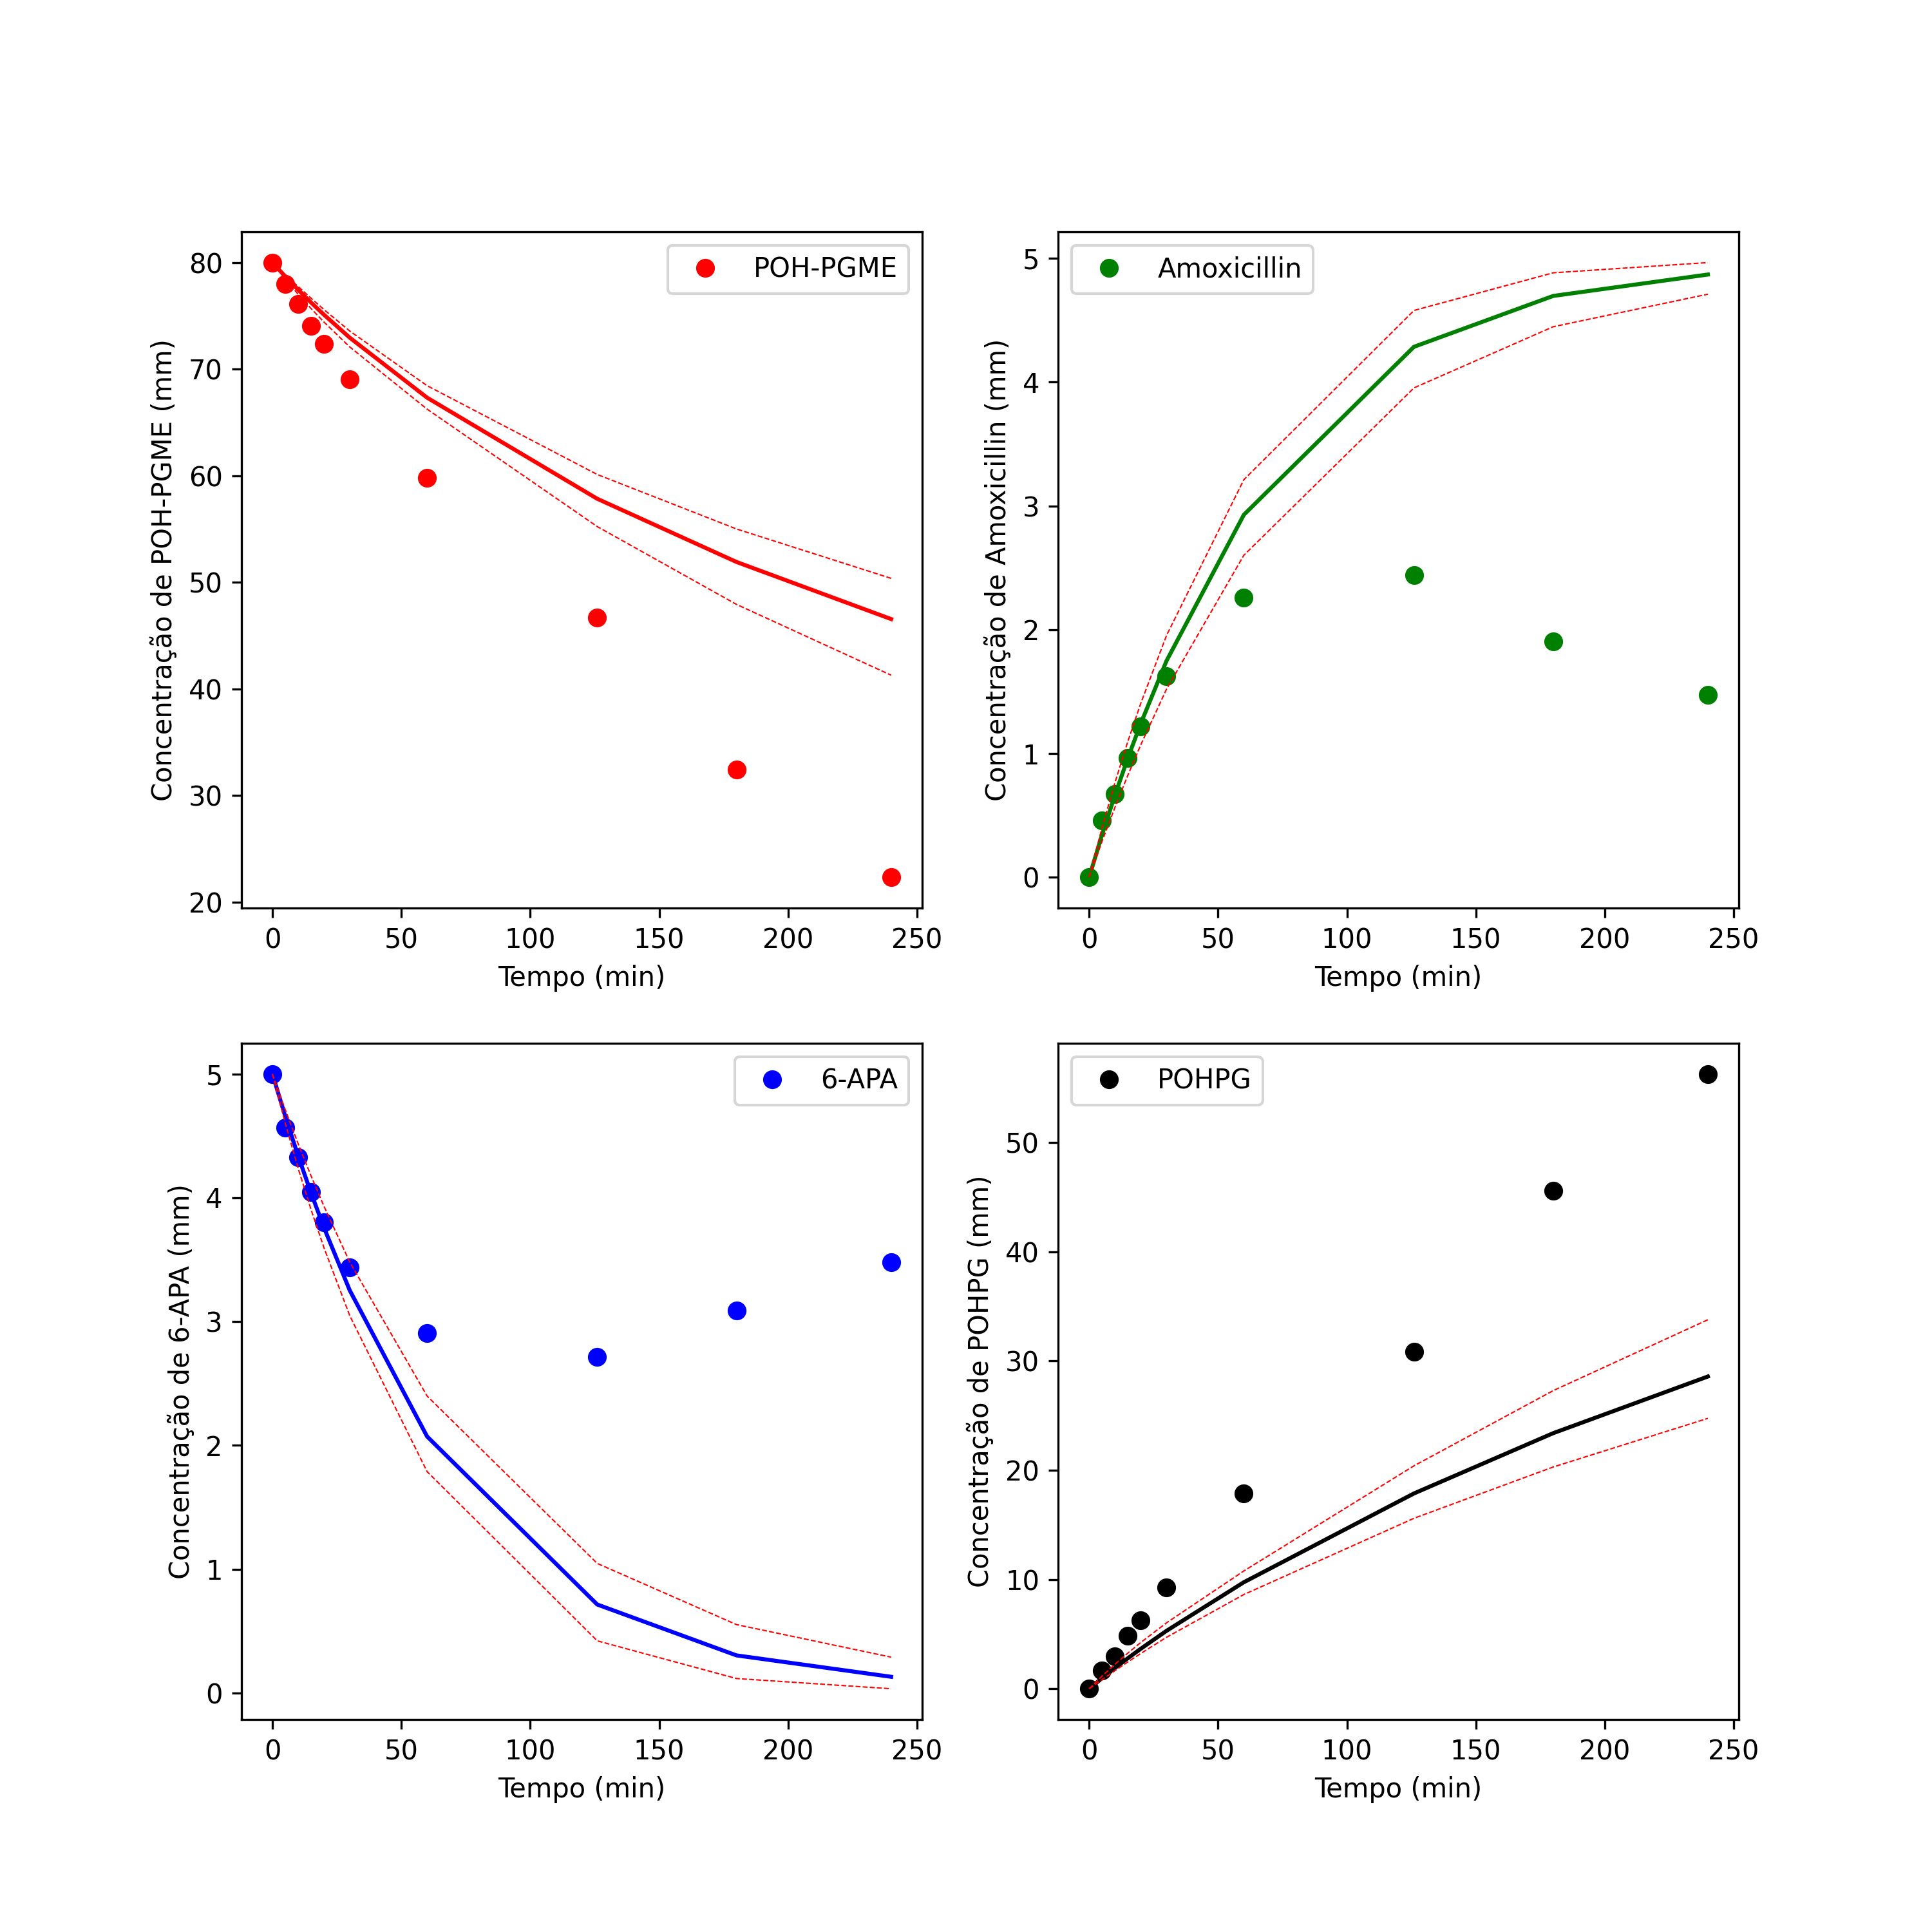 POH-PGME
80
70
60
50
40
30
20
Concentração de POH-PGME (mm)
0 50 100 150 200 250
Tempo (min)
Amoxicillin
5
4
3
2
1
0
Concentração de Amoxicillin (mm)
0 50 100 150 200 250
Tempo (min)
6-APA
5
4
3
2
1
0
Concentração de 6-APA (mm)
0 50 100 150 200 250
Tempo (min)
POHPG
50
40
30
20
10
0
Concentração de POHPG (mm)
0 50 100 150 200 250
Tempo (min)